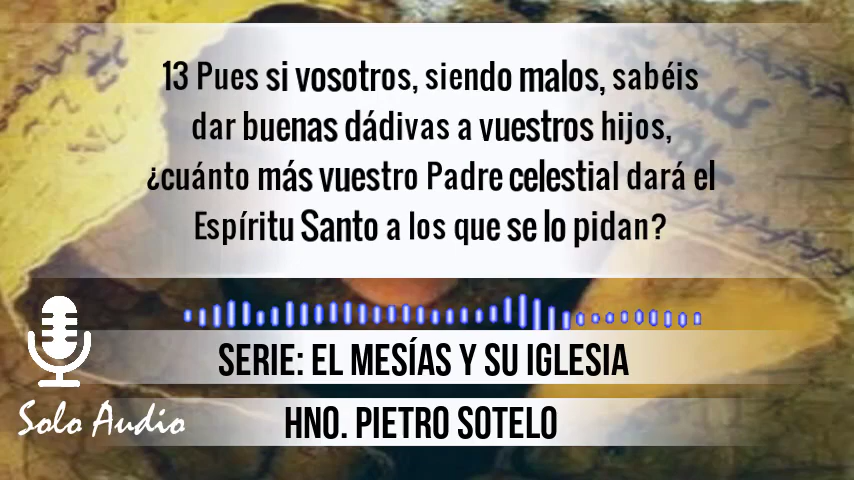 13 Pues si vosotros, siendo malos, sabéis
dar buenas dádivas a vuestros hijos,
¿cuánto más vuestro Padre celestial dará el
Espíritu Santo a los que se lo pidan?
SERIE: EL MESÍAS Y SU IGLESIA
Solo Audio
HNO. PIETRO SOTELO